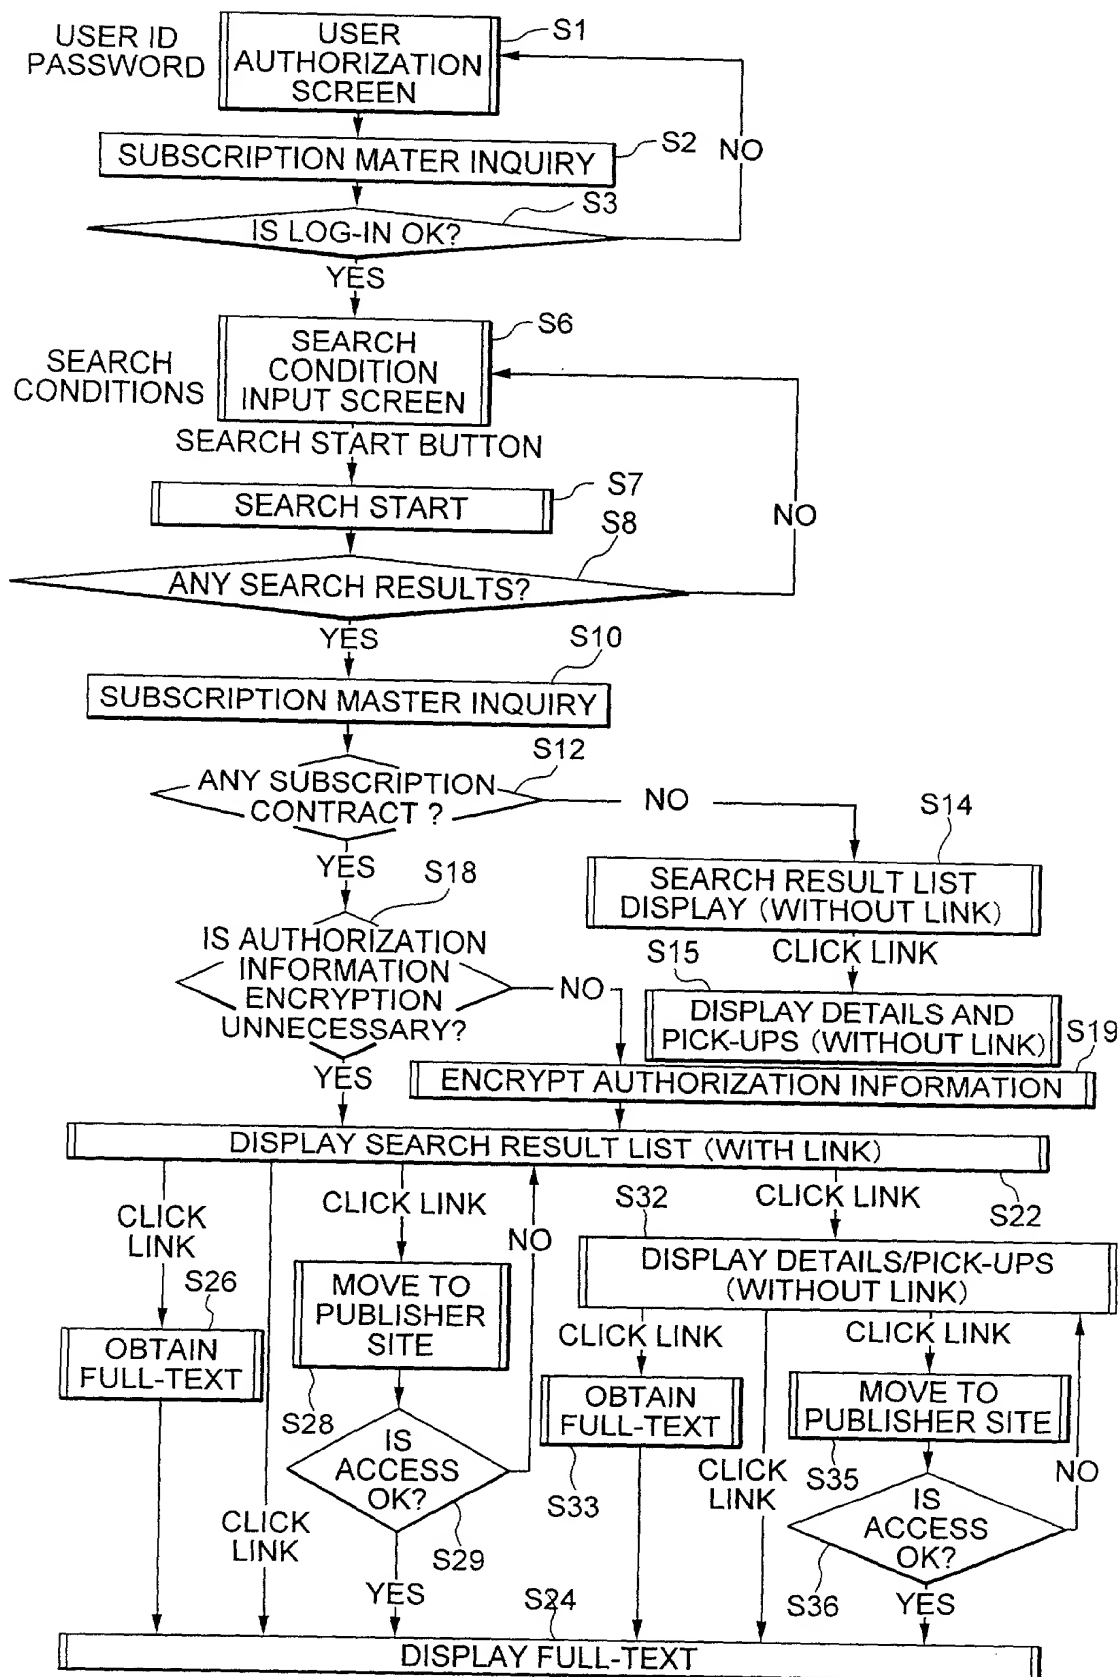 USER ID
PASSWORD
USER
AUTHORIZATION
SCREEN
S1
SUBSCRIPTION MATER INQUIRY
S2
NO
S3
IS LOG-IN OK?
YES
SEARCH
CONDITIONS
SEARCH
CONDITION
INPUT SCREEN
S6
SEARCH START BUTTON
SEARCH START
S7
NO
S8
ANY SEARCH RESULTS?
YES
S10
SUBSCRIPTION MASTER INQUIRY
S12
ANY SUBSCRIPTION
CONTRACT ?
NO
YES
S14
SEARCH RESULT LIST
DISPLAY (WITHOUT LINK)
CLICK LINK
S15
DISPLAY DETAILS AND
PICK-UPS (WITHOUT LINK)
S18
IS AUTHORIZATION
INFORMATION
ENCRYPTION
UNNECESSARY?
NO
YES
S19
ENCRYPT AUTHORIZATION INFORMATION
DISPLAY SEARCH RESULT LIST (WITH LINK)
S22
CLICK
LINK
CLICK LINK
NO
S32
CLICK LINK
S26
OBTAIN
FULL-TEXT
MOVE TO
PUBLISHER
SITE
S28
DISPLAY DETAILS/PICK-UPS
(WITHOUT LINK)
CLICK LINK
CLICK LINK
OBTAIN
FULL-TEXT
S33
MOVE TO
PUBLISHER SITE
S35
NO
IS
ACCESS
OK?
S29
CLICK
LINK
CLICK
LINK
IS
ACCESS
OK?
S36
YES
YES
S24
DISPLAY FULL-TEXT